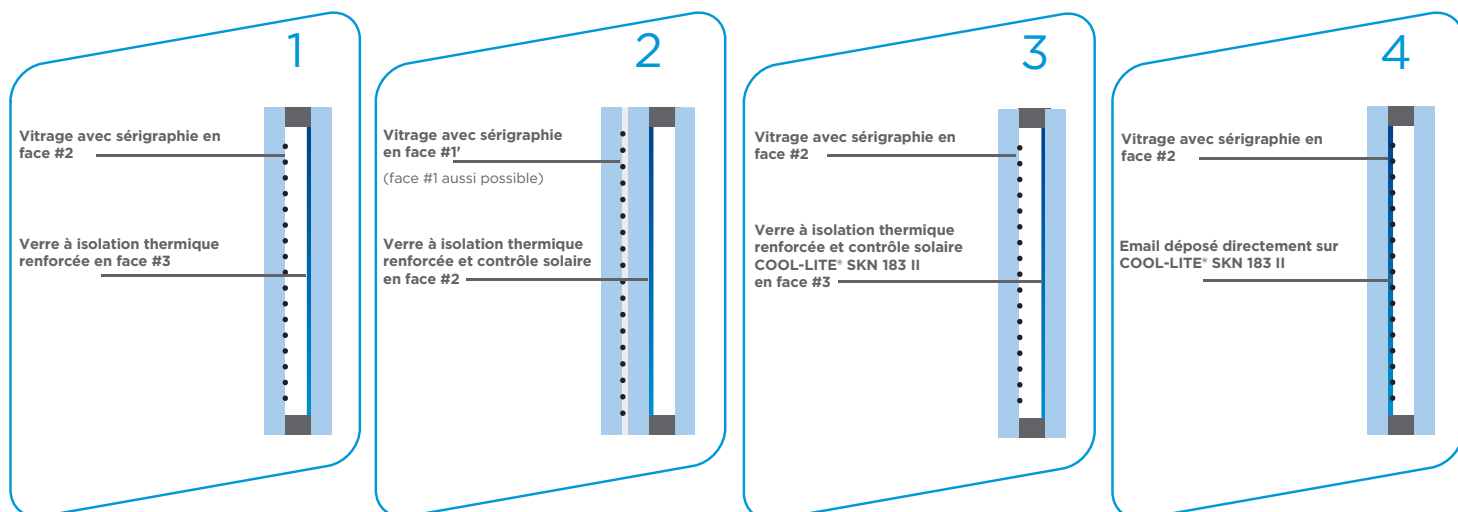 1
Vitrage avec sérigraphie en
face #2
Verre à isolation thermique
renforcée en face #3
2
Vitrage avec sérigraphie
en face #1'
(face #1 aussi possible)
Verre à isolation thermique
renforcée et contrôle solaire
en face #2
3
Vitrage avec sérigraphie en
face #2
Verre à isolation thermique
renforcée et contrôle solaire
COOL-LITE® SKN 183 II
en face #3
4
Vitrage avec sérigraphie en
face #2
Email déposé directement sur
COOL-LITE® SKN 183 II